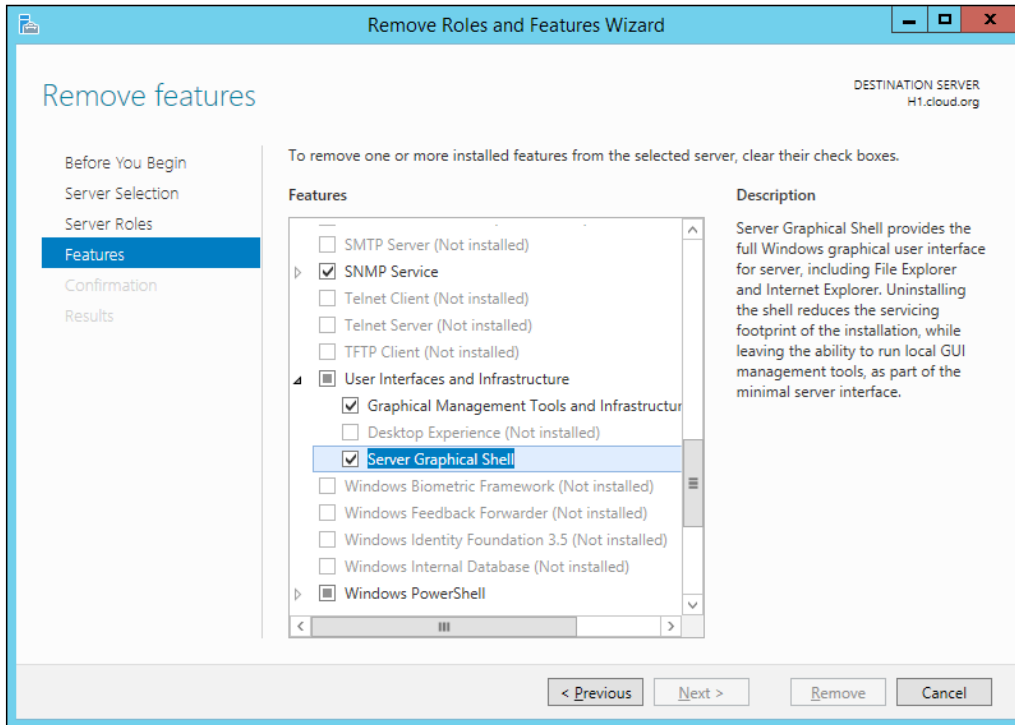 Remove Roles and Features Wizard
Remove features
DESTINATION SERVER
H1.cloud.org
Before You Begin
Server Selection
Server Roles
Features
Confirmation
Results
To remove one or more installed features from the selected server, clear their check boxes.
Features
SMTP Server (Not installed)
SNMP Service
Telnet Client (Not installed)
Telnet Server (Not installed)
TFTP Client (Not installed)
User Interfaces and Infrastructure
Graphical Management Tools and Infrastructur
Desktop Experience (Not installed)
Server Graphical Shell
Windows Biometric Framework (Not installed)
Windows Feedback Forwarder (Not installed)
Windows Identity Foundation 3.5 (Not installed)
Windows Internal Database (Not installed)
Windows PowerShell
Description
Server Graphical Shell provides the
full Windows graphical user interface
for server, including File Explorer
and Internet Explorer. Uninstalling
the shell reduces the servicing
footprint of the installation, while
leaving the ability to run local GUI
management tools, as part of the
minimal server interface.
< Previous
Next >
Remove
Cancel